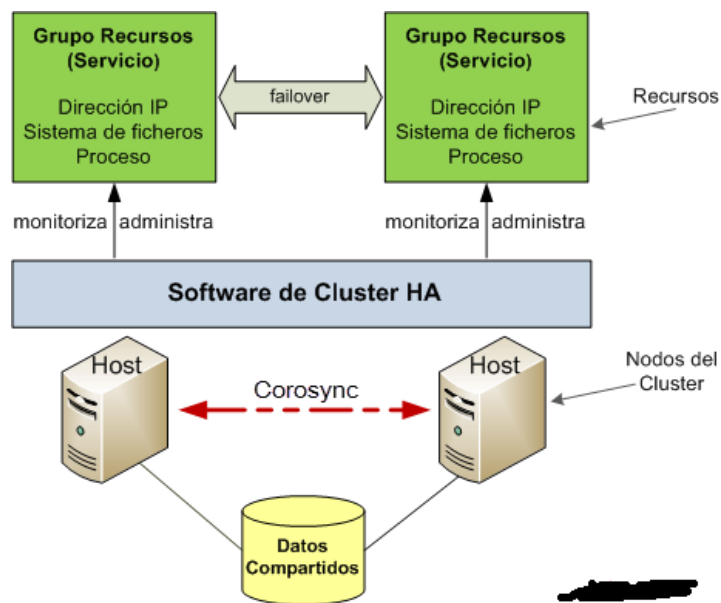 Grupo Recursos
(Servicio)
Dirección IP
Sistema de ficheros
Proceso
failover
Grupo Recursos
(Servicio)
Dirección IP
Sistema de ficheros
Proceso
Recursos
monitoriza administra
monitoriza administra
Software de Cluster HA
Host
Corosync
Host
Nodos del
Cluster
Datos
Compartidos